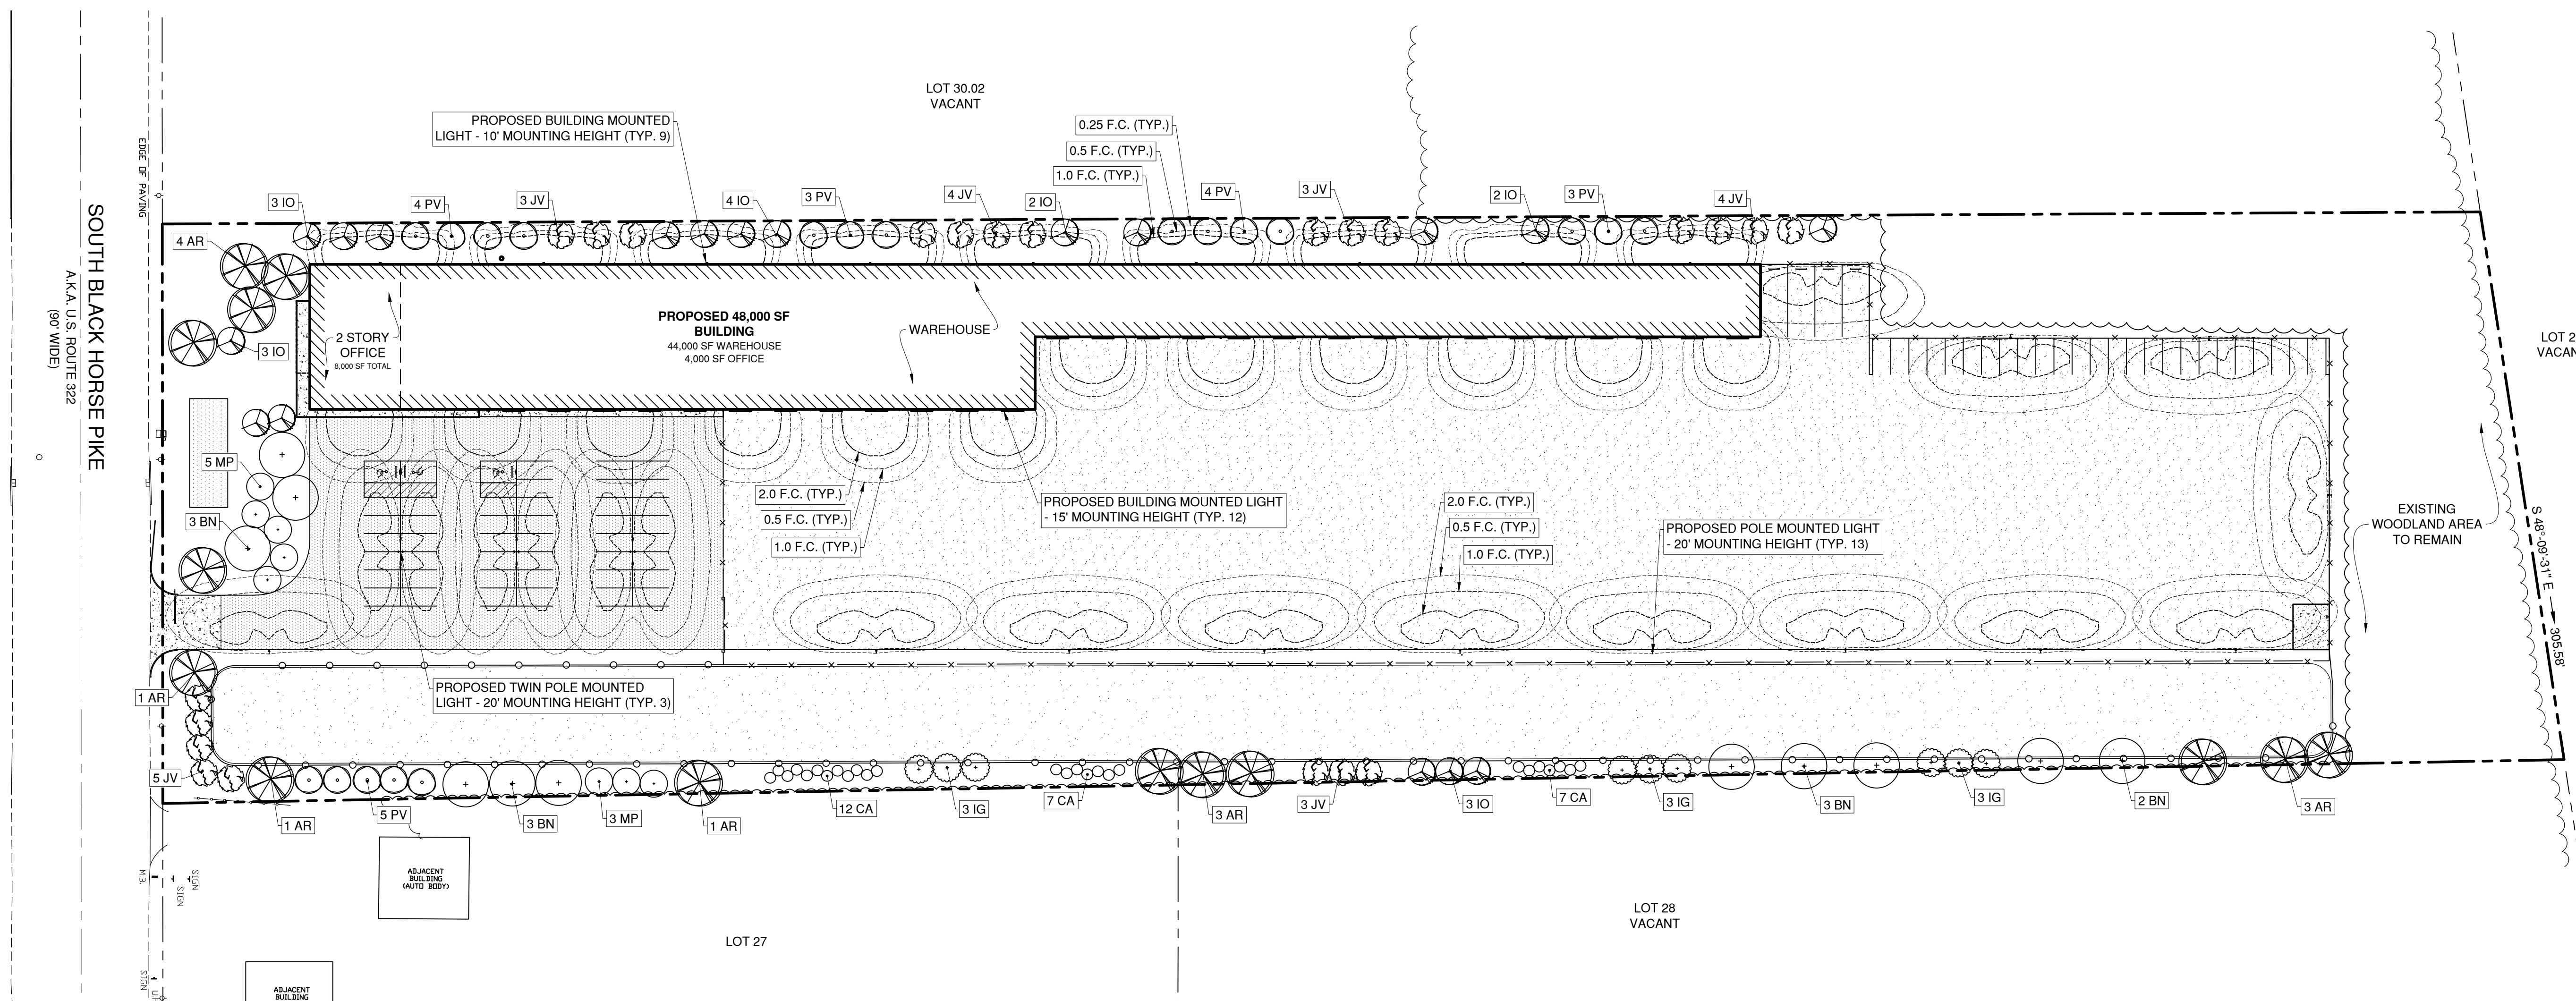 LOT 30.02
VACANT
PROPOSED BUILDING MOUNTED
LIGHT - 10' MOUNTING HEIGHT (TYP. 9)
0.25 F.C. (TYP.)
0.5 F.C. (TYP.)
1.0 F.C. (TYP.)
EDGE OF PAVING
SOUTH BLACK HORSE PIKE
A.K.A. U.S. ROUTE 322
(90' WIDE)
3 IO
4 PV
3 JV
4 IO
3 PV
4 JV
2 IO
4 PV
3 JV
2 IO
3 PV
4 JV
4 AR
3 IO
2 STORY
OFFICE
8,000 SF TOTAL
PROPOSED 48,000 SF
BUILDING
44,000 SF WAREHOUSE
4,000 SF OFFICE
WAREHOUSE
5 MP
3 BN
2.0 F.C. (TYP.)
0.5 F.C. (TYP.)
1.0 F.C. (TYP.)
PROPOSED BUILDING MOUNTED LIGHT
- 15' MOUNTING HEIGHT (TYP. 12)
2.0 F.C. (TYP.)
0.5 F.C. (TYP.)
1.0 F.C. (TYP.)
PROPOSED POLE MOUNTED LIGHT
- 20' MOUNTING HEIGHT (TYP. 13)
EXISTING
WOODLAND AREA
TO REMAIN
LOT 2
VACAN
S 48°-09'-31" E
305.58'
1 AR
PROPOSED TWIN POLE MOUNTED
LIGHT - 20' MOUNTING HEIGHT (TYP. 3)
5 JV
1 AR
5 PV
3 BN
3 MP
1 AR
12 CA
3 IG
7 CA
3 AR
3 JV
3 IO
7 CA
3 IG
3 BN
3 IG
2 BN
3 AR
ADJACENT
BUILDING
(AUTO BODY)
M.B.
SIGN
SIGN
LOT 27
LOT 28
VACANT
SIGN
ADJACENT
BUILDING